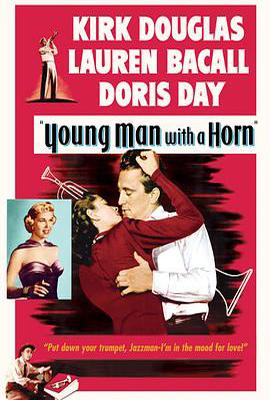 KIRK DOUGLAS
LAUREN BACALL
DORIS DAY
"Young Man with a Horn"
"Put down your trumpet, Jazzman-I'm in the mood for love!"